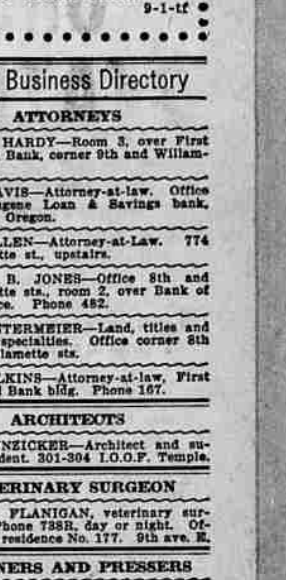 9-1-tf
Business Directory
ATTORNEYS
HARDY—Room 3, over First
Bank, corner 9th and Willam-
AVIS—Attorney-at-law. Office
gene Loan & Savings bank,
Oregon.
LLEN—Attorney-at-Law. 774
tte st., upstairs.
B. JONES—Office 8th and
tte sts., room 2, over Bank of
ce. Phone 482.
TERMEIER—Land, titles and
specialties. Office corner 8th
lamette sts.
LKINS—Attorney-at-law, First
l Bank bldg. Phone 167.
ARCHITECTS
NZICKER—Architect and su-
dent. 301-304 I.O.O.F. Temple.
ERINARY SURGEON
FLANIGAN, veterinary sur-
Phone 738R, day or night. Of-
residence No. 177. 9th ave. E.
NERS AND PRESSERS